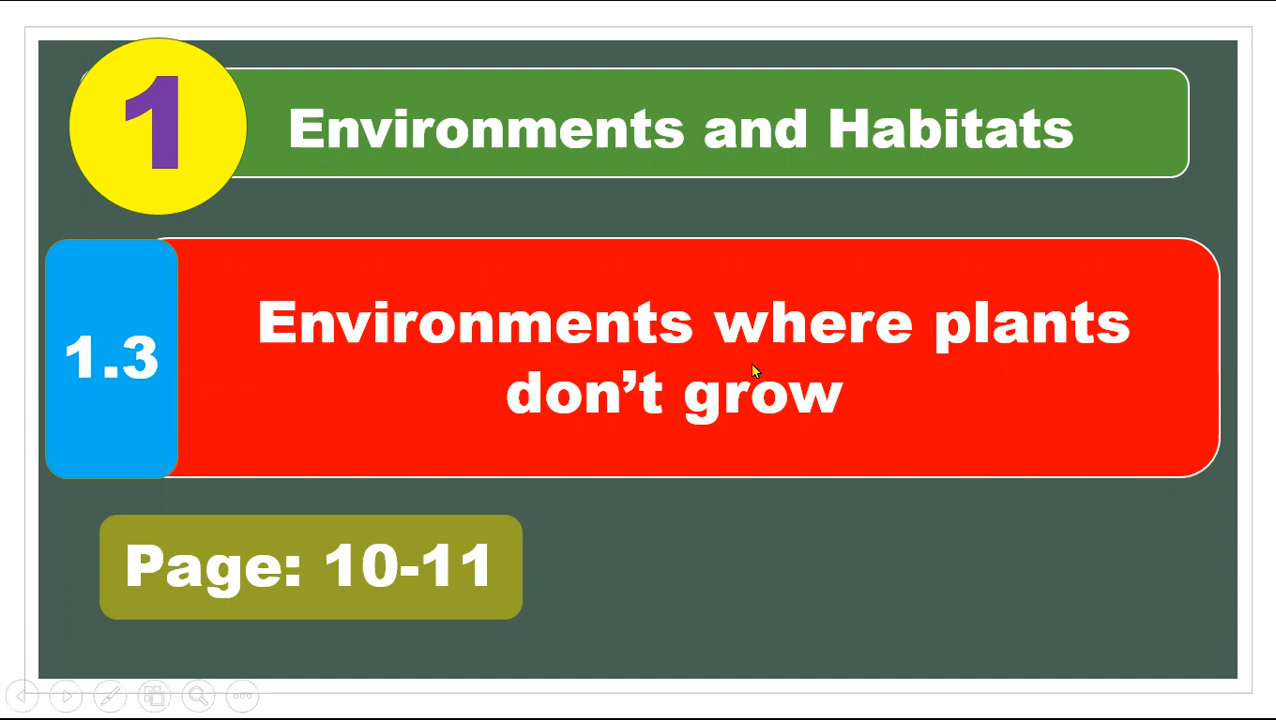 1
Environments and Habitats
1.3
Environments where plants
don’t grow
Page: 10-11